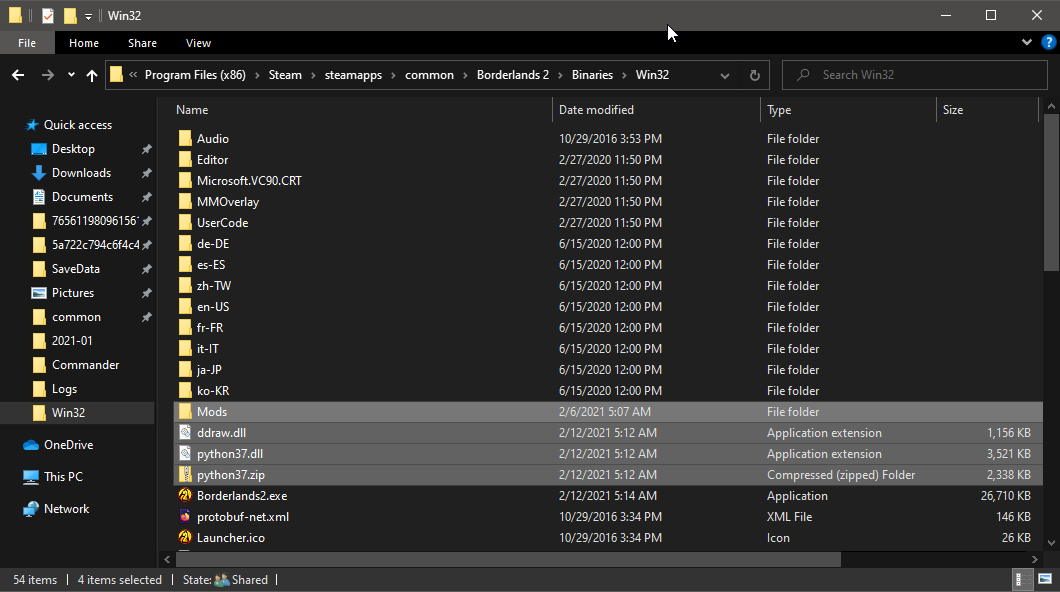 Win32
File Home Share View
« Program Files (x86) › Steam › steamapps › common › Borderlands 2 › Binaries › Win32
Search Win32
Quick access
Desktop
Downloads
Documents
5a722c794c6f4c4
SaveData
Pictures
common
2021-01
Commander
Logs
Win32
OneDrive
This PC
Network
Name Date modified Type Size
Audio 10/29/2016 3:53 PM File folder
Editor 2/27/2020 11:50 PM File folder
Microsoft.VC90.CRT 2/27/2020 11:50 PM File folder
MMOverlay 2/27/2020 11:50 PM File folder
UserCode 2/27/2020 11:50 PM File folder
de-DE 6/15/2020 12:00 PM File folder
es-ES 6/15/2020 12:00 PM File folder
zh-TW 6/15/2020 12:00 PM File folder
en-US 6/15/2020 12:00 PM File folder
fr-FR 6/15/2020 12:00 PM File folder
it-IT 6/15/2020 12:00 PM File folder
ja-JP 6/15/2020 12:00 PM File folder
ko-KR 6/15/2020 12:00 PM File folder
Mods 2/6/2021 5:07 AM File folder
ddraw.dll 2/12/2021 5:12 AM Application extension 1,156 KB
python37.dll 2/12/2021 5:12 AM Application extension 3,521 KB
python37.zip 2/12/2021 5:12 AM Compressed (zipped) Folder 2,338 KB
Borderlands2.exe 2/12/2021 5:14 AM Application 26,710 KB
protobuf-net.xml 10/29/2016 3:34 PM XML File 146 KB
Launcher.ico 10/29/2016 3:34 PM Icon 26 KB
54 items 4 items selected State: Shared